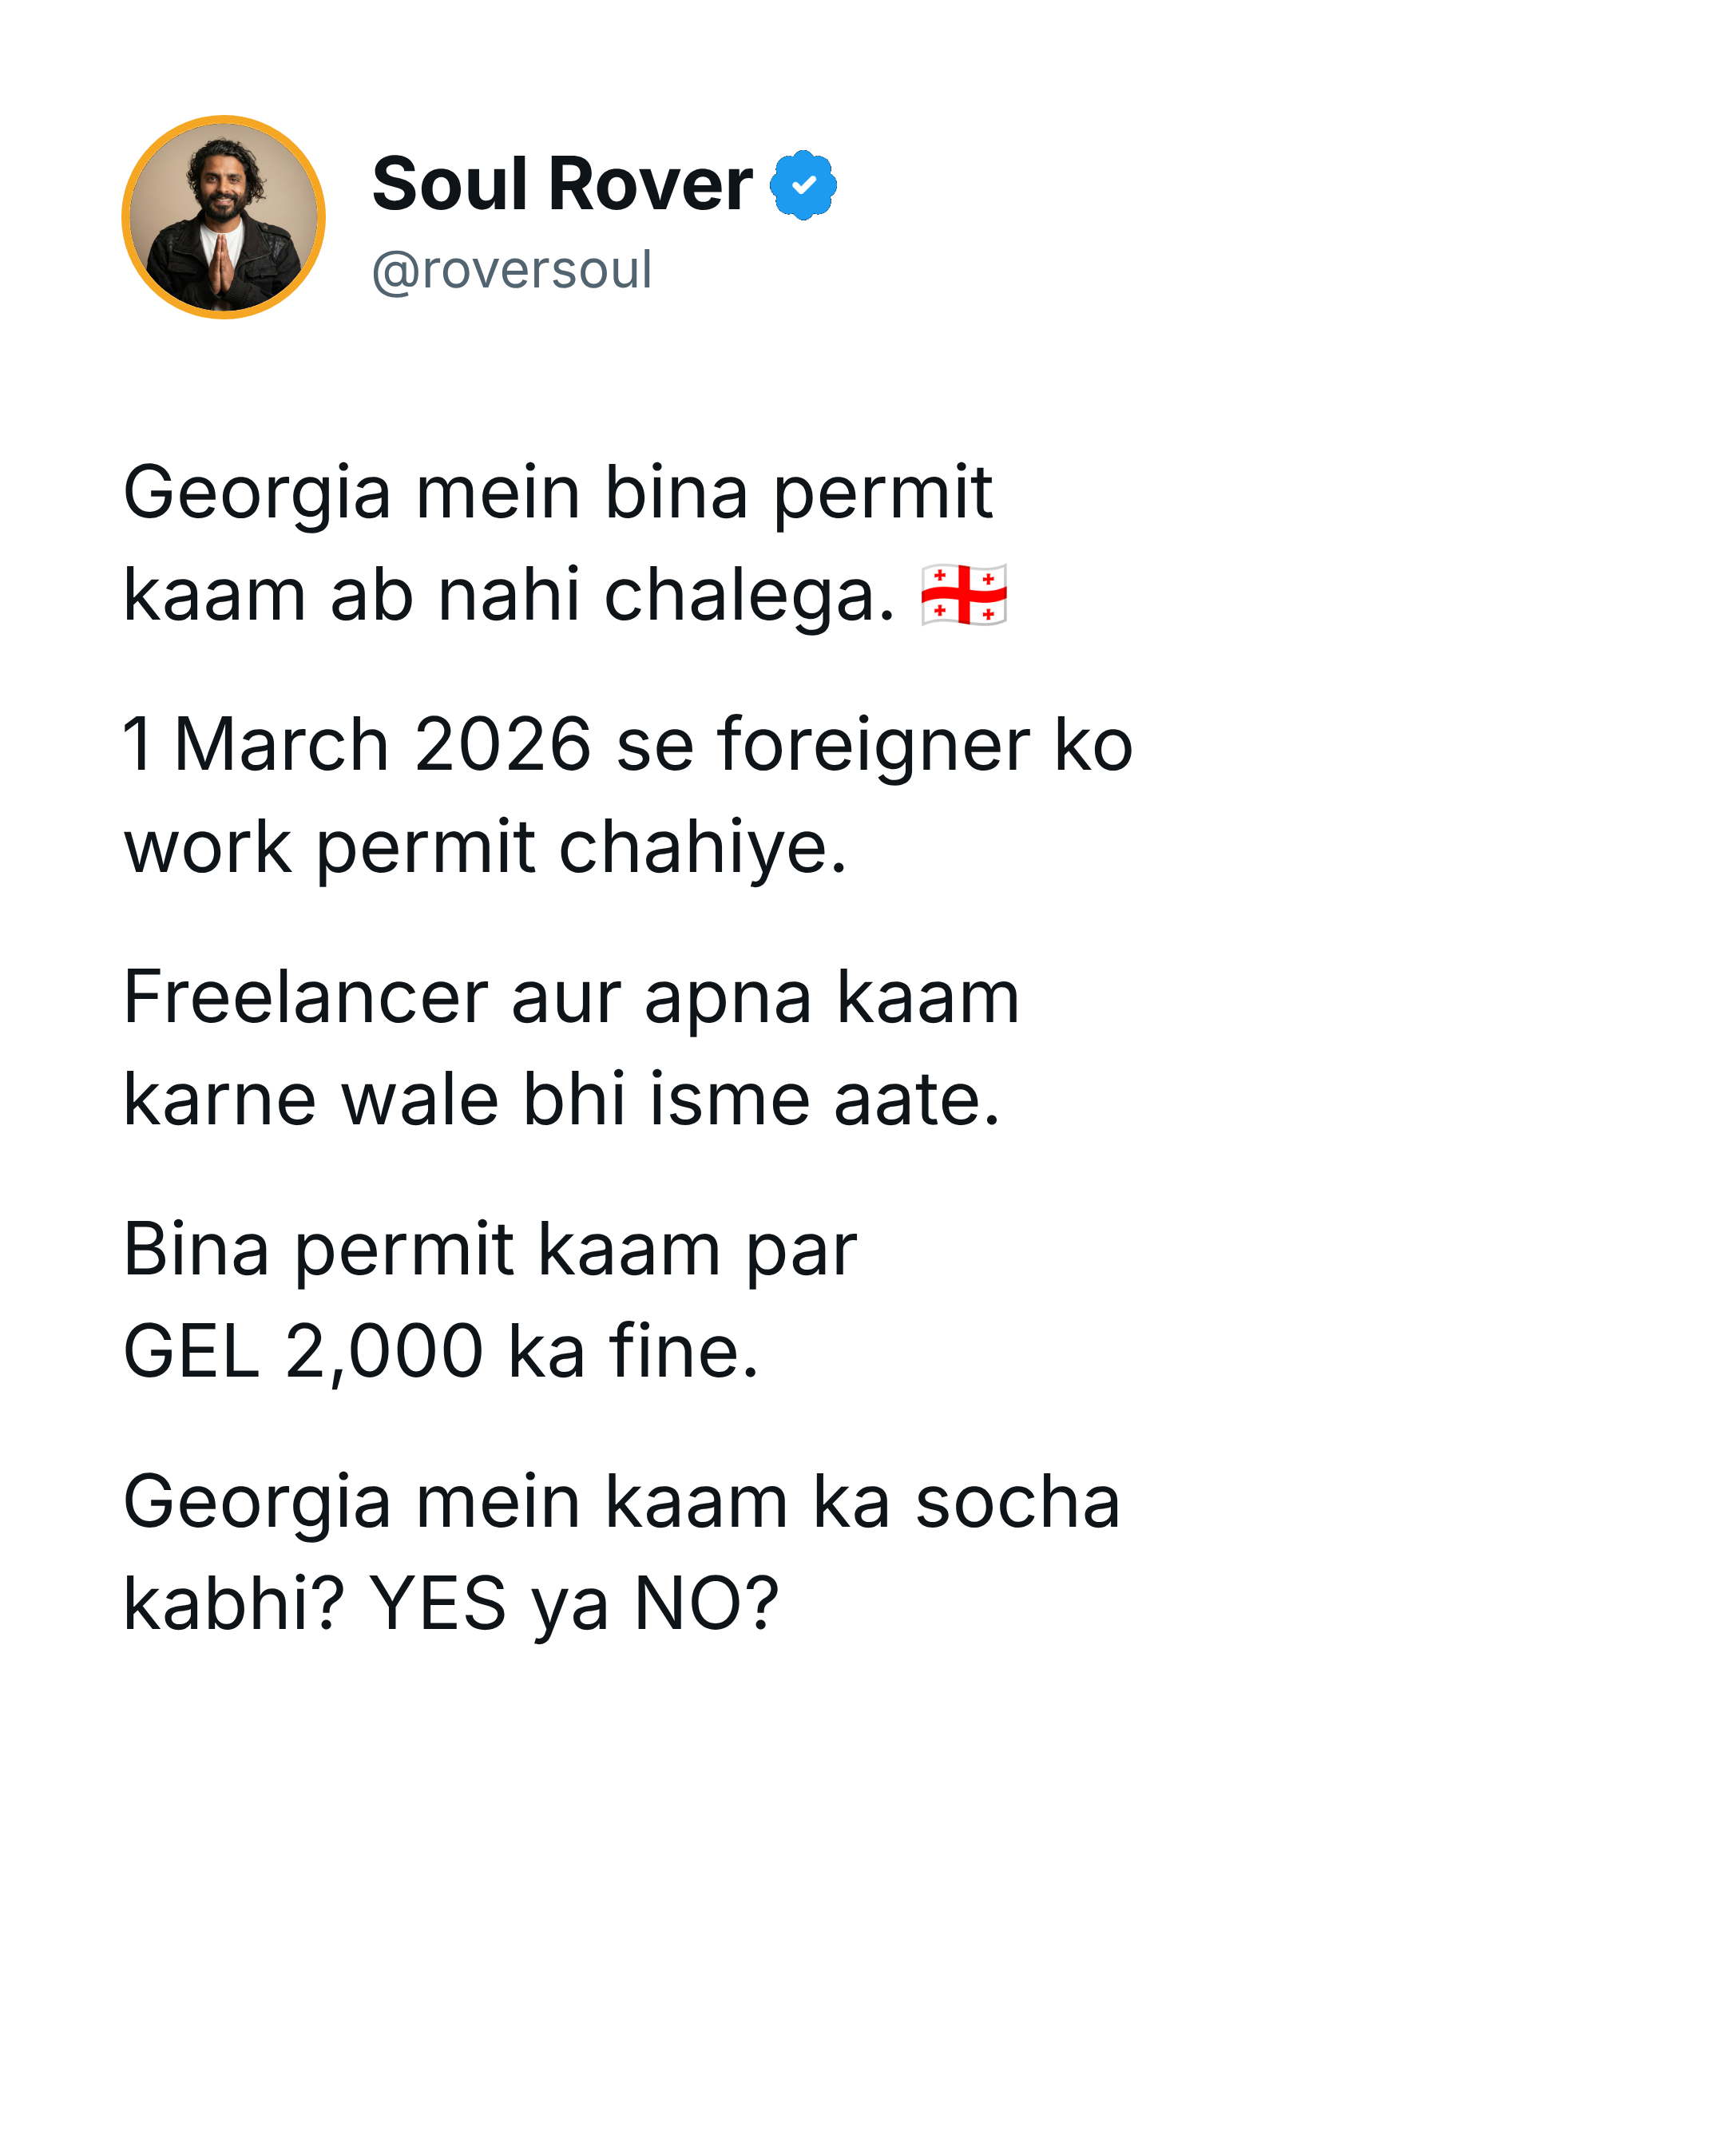 Soul Rover
@roversoul
Georgia mein bina permit
kaam ab nahi chalega. 🇬🇪
1 March 2026 se foreigner ko
work permit chahiye.
Freelancer aur apna kaam
karne wale bhi isme aate.
Bina permit kaam par
GEL 2,000 ka fine.
Georgia mein kaam ka socha
kabhi? YES ya NO?